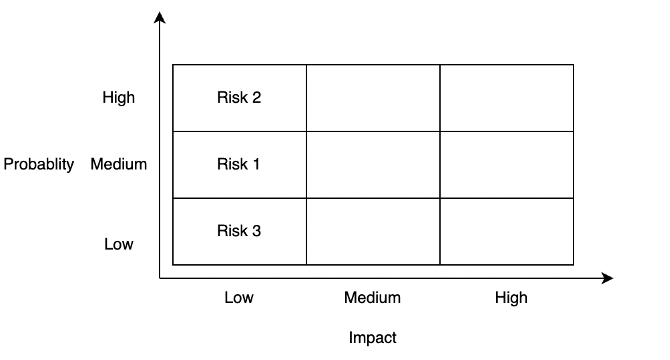 High
Risk 2
Probablity
Medium
Risk 1
Low
Risk 3
Low
Medium
High
Impact